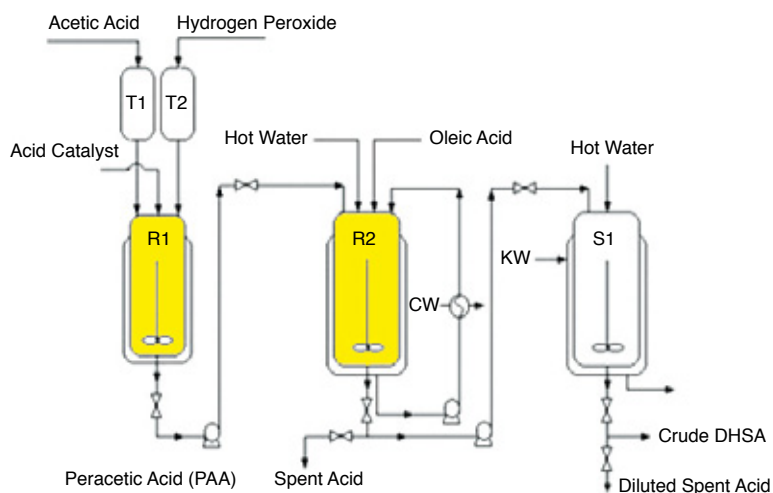 Acetic Acid
Hydrogen Peroxide
T1
T2
Hot Water
Oleic Acid
Hot Water
Acid Catalyst
R1
R2
S1
KW
CW
Crude DHSA
Peracetic Acid (PAA)
Spent Acid
Diluted Spent Acid